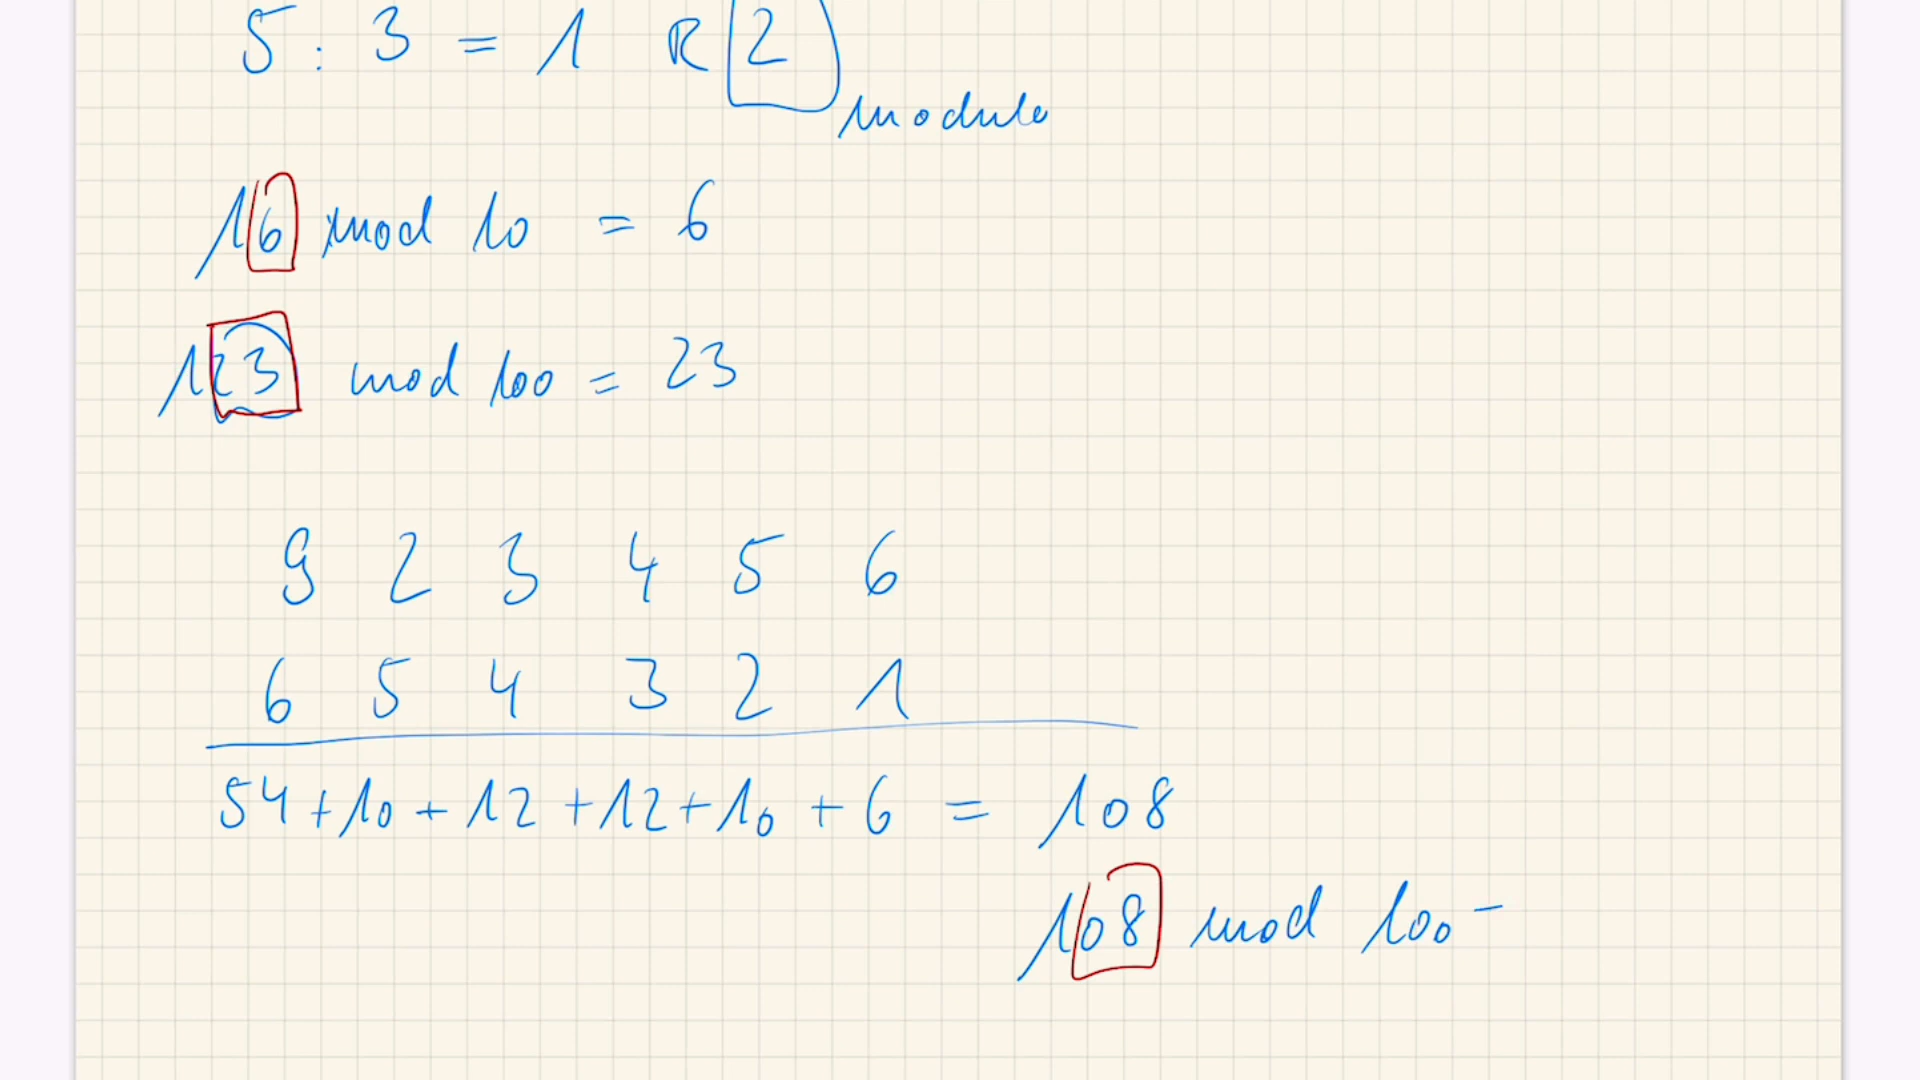 5 : 3 = 1 R 2
modulo
16 mod 10 = 6
123 mod 100 = 23
9 2 3 4 5 6
6 5 4 3 2 1
54+10+12+12+10+6 = 108
108 mod 100 -